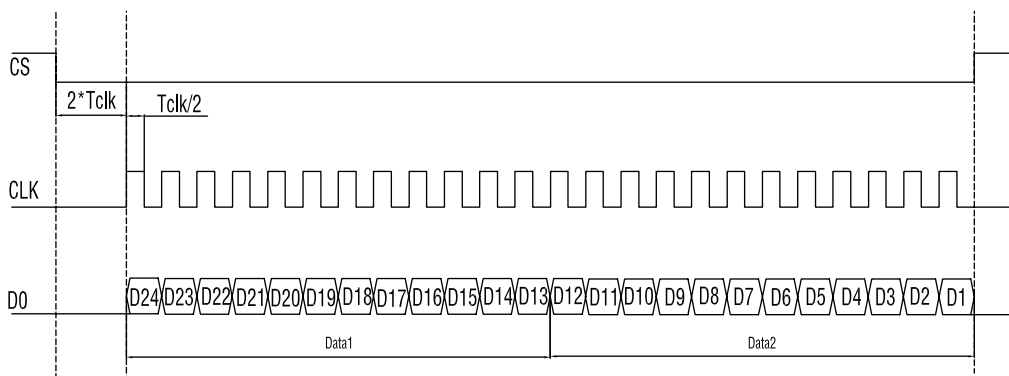 CS
2*Tclk
Tclk/2
CLK
D0
D24 D23 D22 D21 D20 D19 D18 D17 D16 D15 D14 D13 D12 D11 D10 D9 D8 D7 D6 D5 D4 D3 D2 D1
Data1
Data2